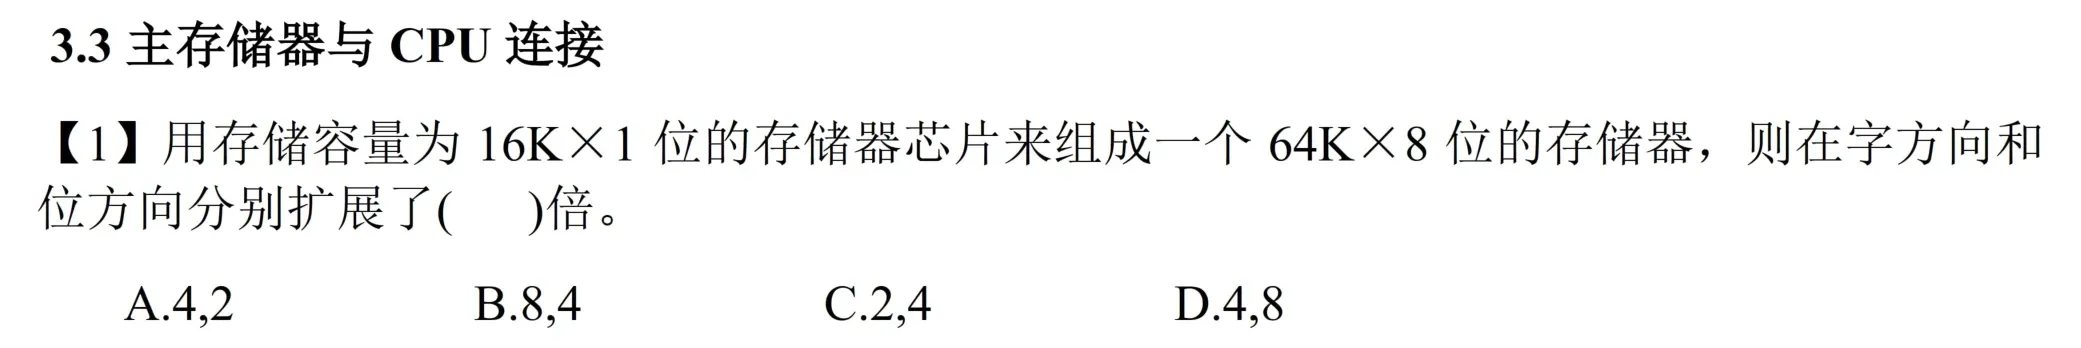 3.3 主存储器与 CPU 连接
【1】用存储容量为 16K×1 位的存储器芯片来组成一个 64K×8 位的存储器，则在字方向和
位方向分别扩展了(  )倍。
A.4,2 B.8,4 C.2,4 D.4,8